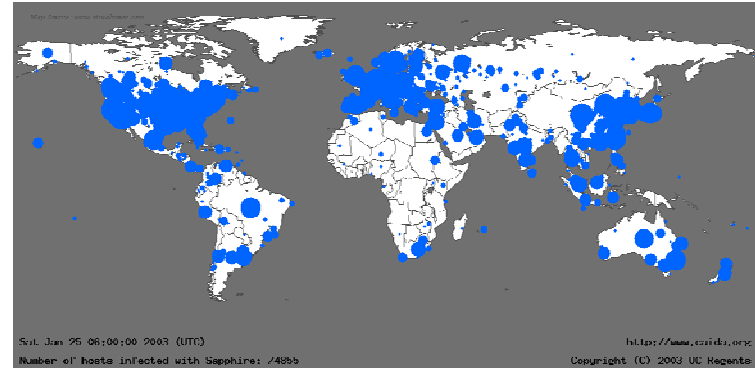 Sat Jan 25 06:00:00 2003 (UTC)
http://www.caida.org
Number of hosts infected with Sapphire: 74855
Copyright (C) 2003 UC Regents